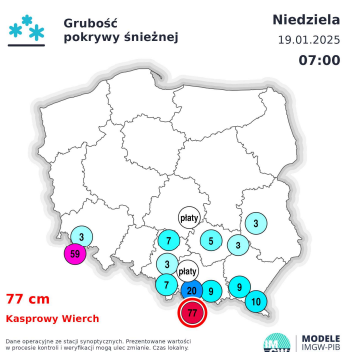 Grubość
pokrywy śnieżnej
Niedziela
19.01.2025
07:00
płaty
3
3
7
5
3
59
3
płaty
7
20
9
9
10
77
77 cm
Kasprowy Wierch
Dane operacyjne ze stacji synoptycznych. Prezentowane wartości
w procesie kontroli i weryfikacji mogą ulec zmianie. Czas lokalny.
MODELE
IMGW-PIB